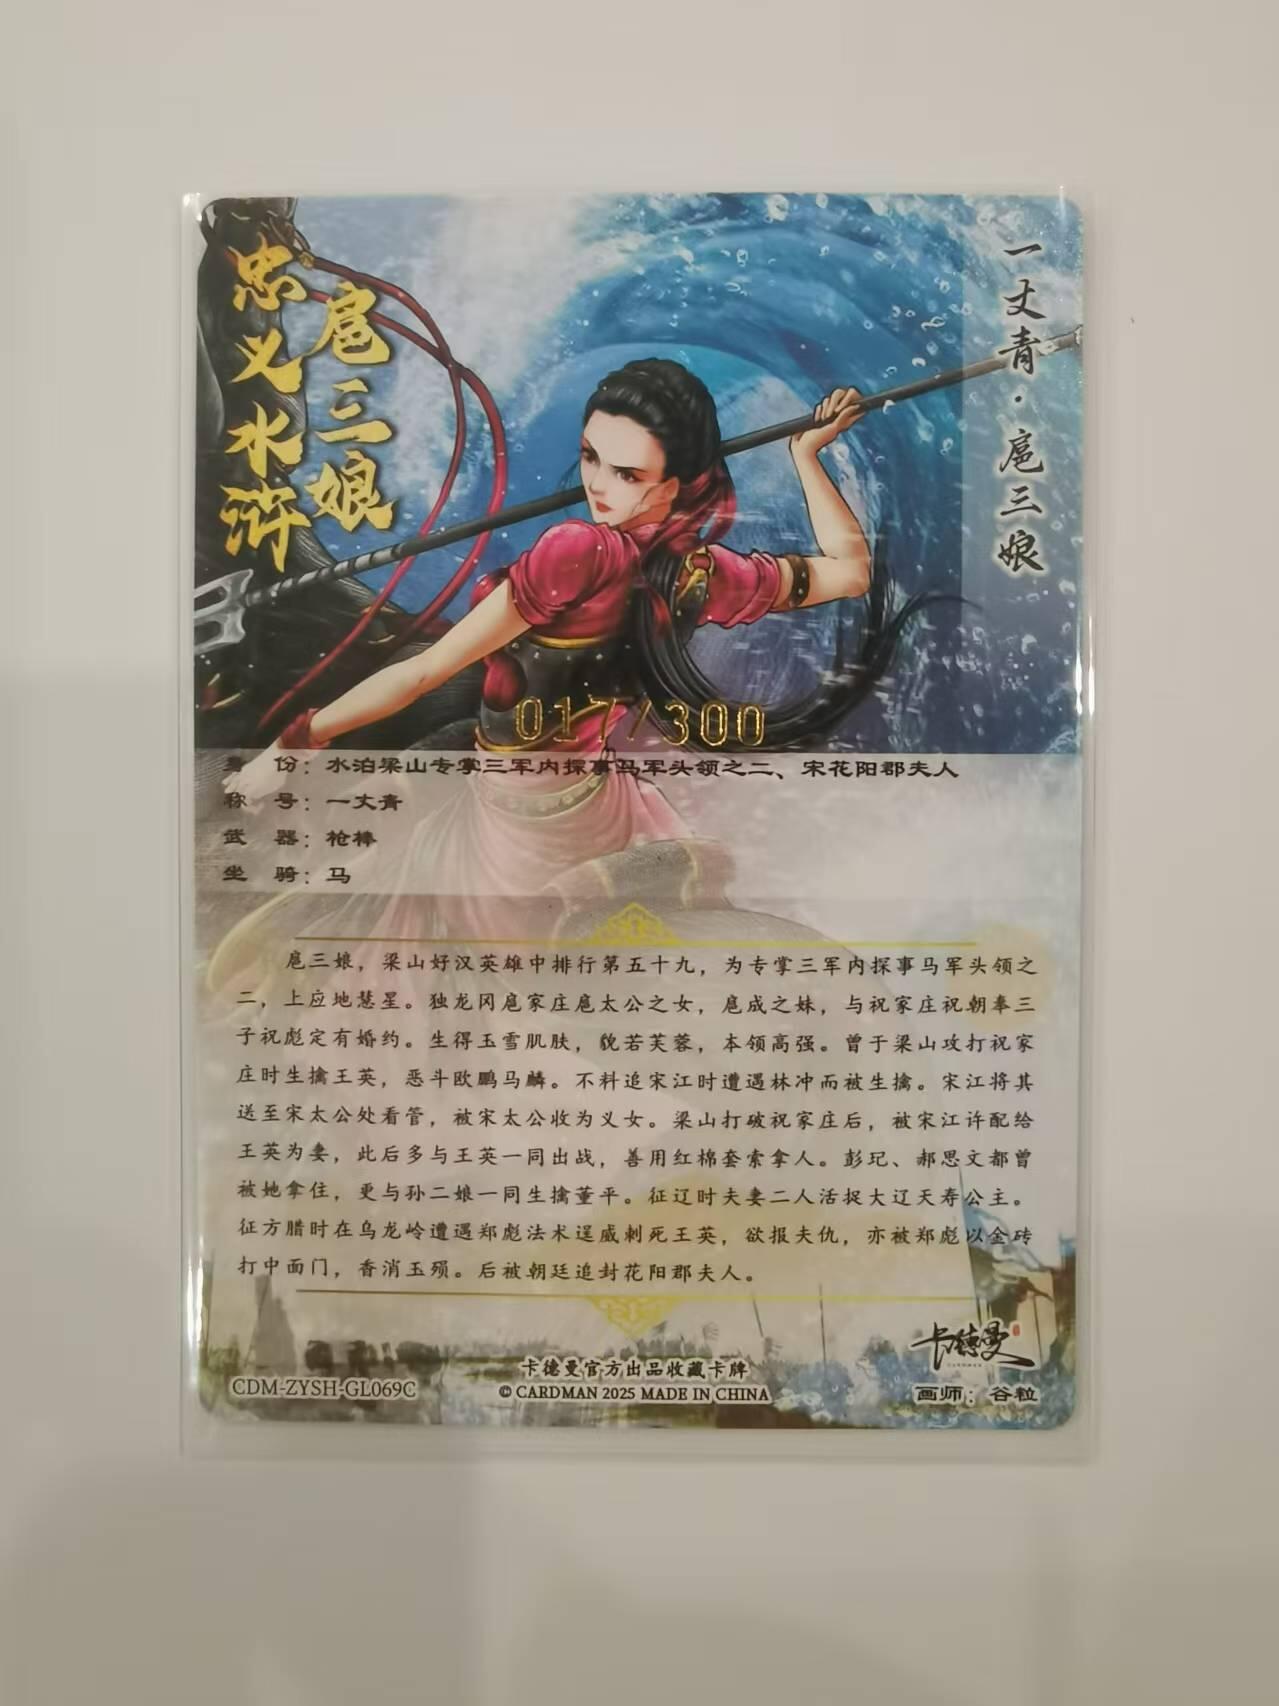 忠义水浒
扈三娘
一丈青·扈三娘
017/300
身 份：水泊梁山专掌三军内探事马军头领之二、宋花阳郡夫人
称 号：一丈青
武 器：枪棒
坐 骑：马
扈三娘，梁山好汉英雄中排行第五十九，为专掌三军内探事马军头领之
二，上应地慧星。独龙冈扈家庄扈太公之女，扈成之妹，与祝家庄祝朝奉三
子祝彪定有婚约。生得玉雪肌肤，貌若芙蓉，本领高强。曾于梁山攻打祝家
庄时生擒王英，恶斗欧鹏马麟。不料追宋江时遭遇林冲而被生擒。宋江将其
送至宋太公处看管，被宋太公收为义女。梁山打破祝家庄后，被宋江许配给
王英为妻，此后多与王英一同出战，善用红棉套索拿人。彭玘、郝思文都曾
被她拿住，更与孙二娘一同生擒董平。征辽时夫妻二人活捉大辽天寿公主。
征方腊时在乌龙岭遭遇郑彪法术逞威刺死王英，欲报夫仇，亦被郑彪以金砖
打中面门，香消玉殒。后被朝廷追封花阳郡夫人。
卡德曼
CARDMAN
卡德曼官方出品收藏卡牌
CDM-ZYSH-GL069C
© CARDMAN 2025 MADE IN CHINA
画师：谷粒